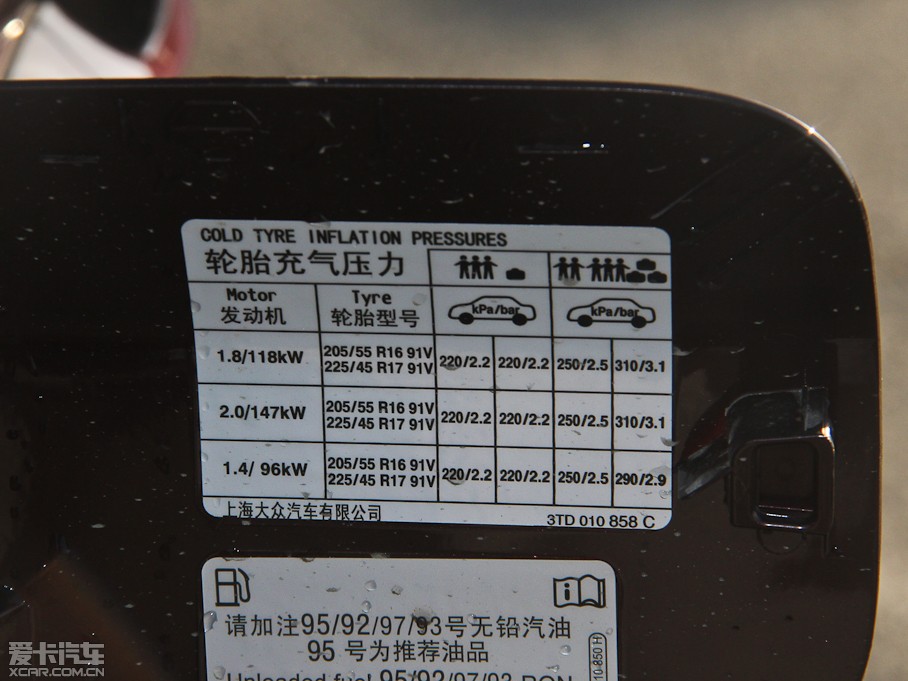 COLD TYRE INFLATION PRESSURES
轮胎充气压力
Motor Tyre kPa/bar kPa/bar
发动机 轮胎型号
1.8/118kW 205/55 R16 91V 225/45 R17 91V 220/2.2 220/2.2 250/2.5 310/3.1
2.0/147kW 205/55 R16 91V 225/45 R17 91V 220/2.2 220/2.2 250/2.5 310/3.1
1.4/ 96kW 205/55 R16 91V 225/45 R17 91V 220/2.2 220/2.2 250/2.5 290/2.9
上海大众汽车有限公司 3TD 010 858 C
请加注95/92/97/93号无铅汽油
95 号为推荐油品
fuel 95/92/97/93 RON
爱卡汽车
XCAR.COM.CN